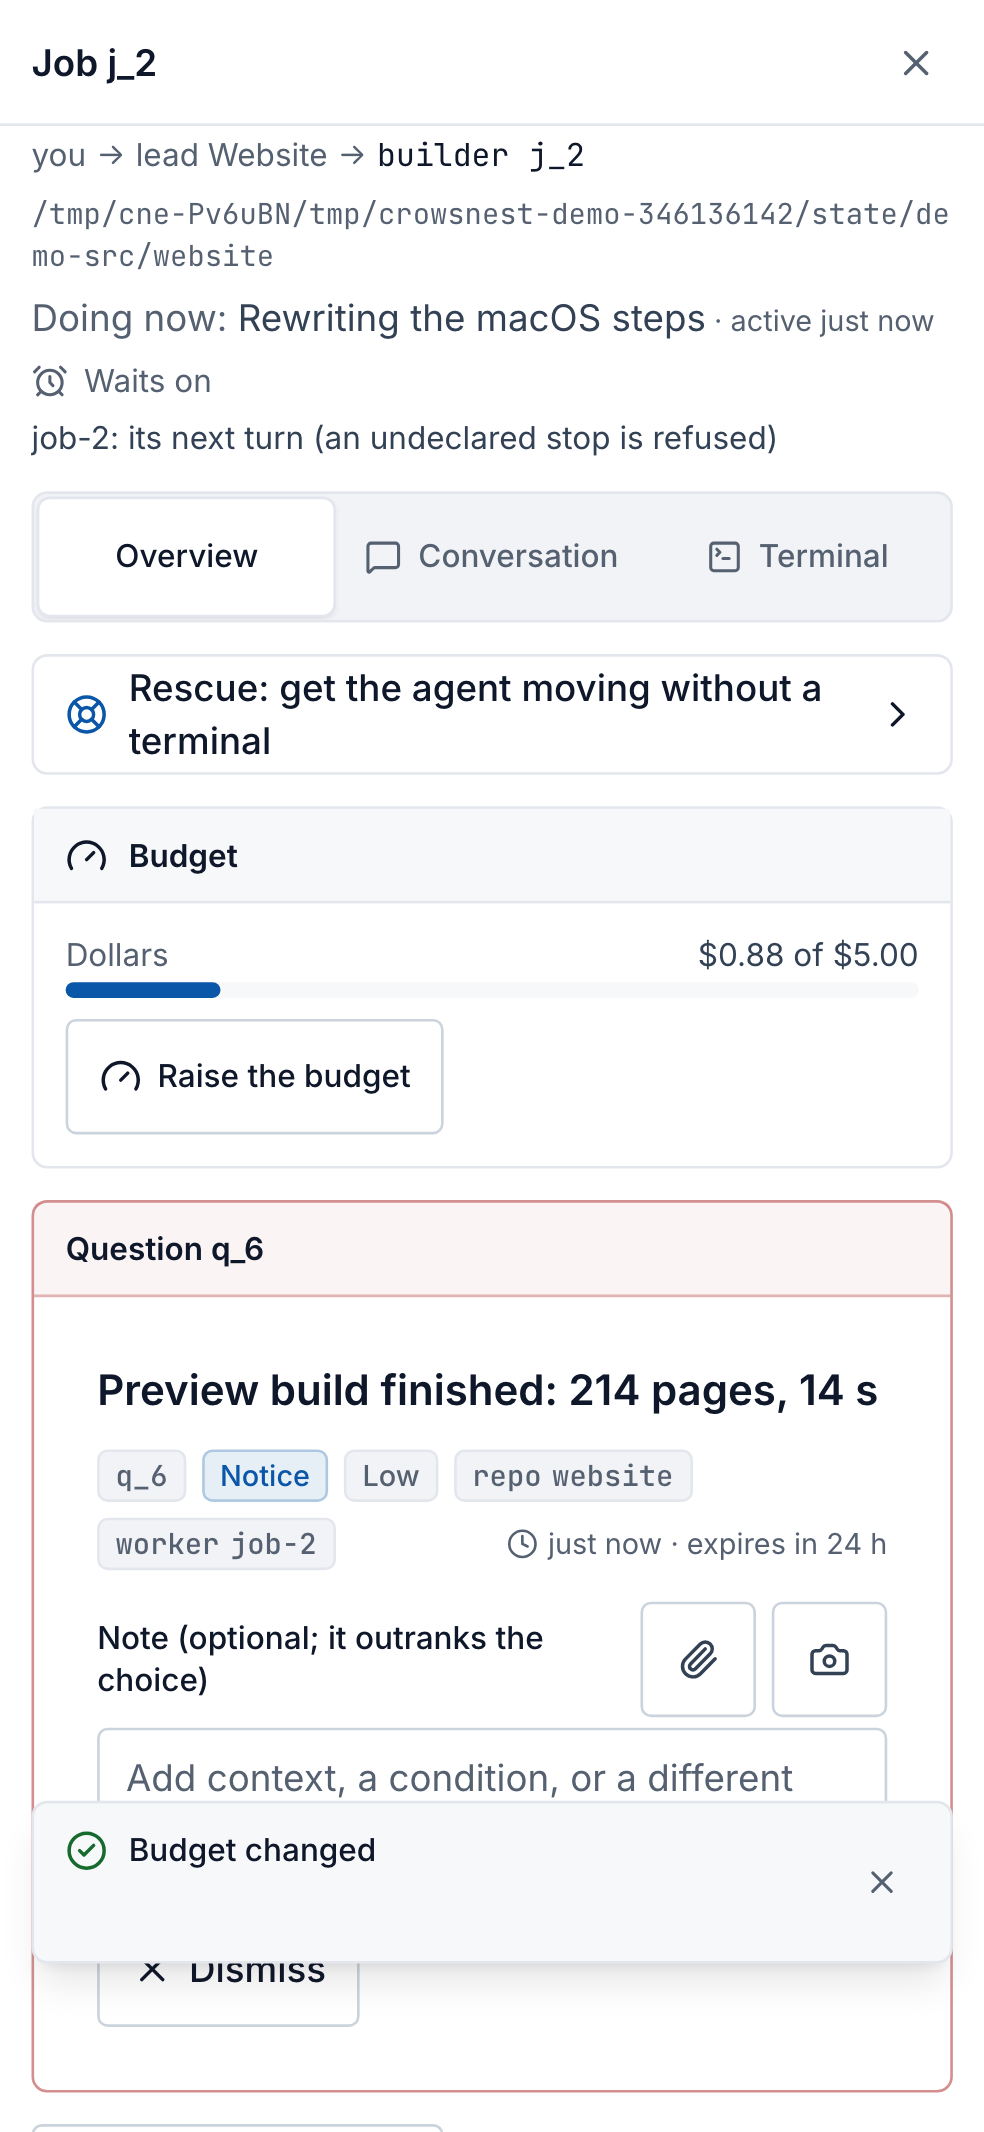 Job j_2
you → lead Website → builder j_2
/tmp/cne-Pv6uBN/tmp/crowsnest-demo-346136142/state/de
mo-src/website
Doing now: Rewriting the macOS steps · active just now
Waits on
job-2: its next turn (an undeclared stop is refused)
Overview
Conversation
Terminal
Rescue: get the agent moving without a
terminal
Budget
Dollars
$0.88 of $5.00
Raise the budget
Question q_6
Preview build finished: 214 pages, 14 s
q_6 Notice Low repo website
worker job-2
just now · expires in 24 h
Note (optional; it outranks the
choice)
Add context, a condition, or a different
Budget changed
Dismiss